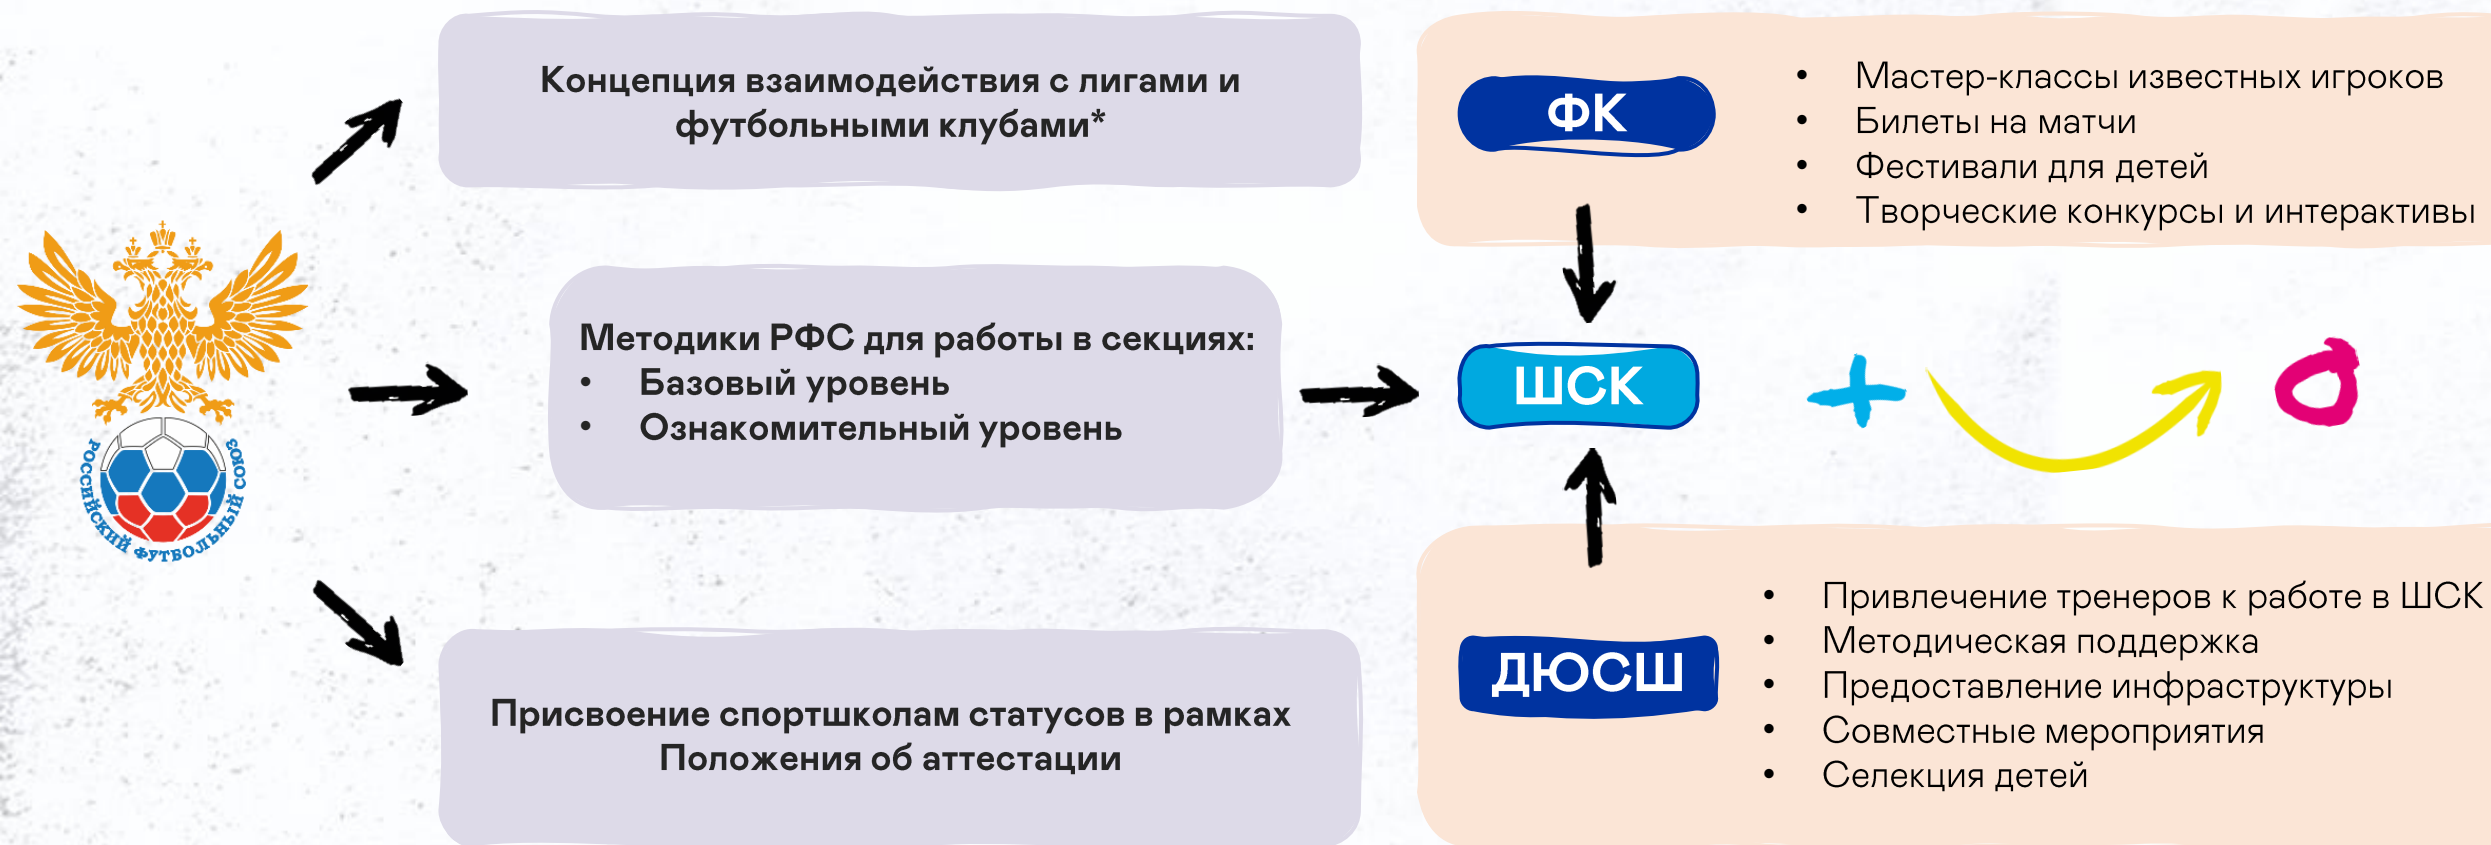 Концепция взаимодействия с лигами и
футбольными клубами*
ФК
• Мастер-классы известных игроков
• Билеты на матчи
• Фестивали для детей
• Творческие конкурсы и интерактивы
РОССИЙСКИЙ ФУТБОЛЬНЫЙ СОЮЗ
Методики РФС для работы в секциях:
• Базовый уровень
• Ознакомительный уровень
ШСК
Присвоение спортшколам статусов в рамках
Положения об аттестации
ДЮСШ
• Привлечение тренеров к работе в ШСК
• Методическая поддержка
• Предоставление инфраструктуры
• Совместные мероприятия
• Селекция детей